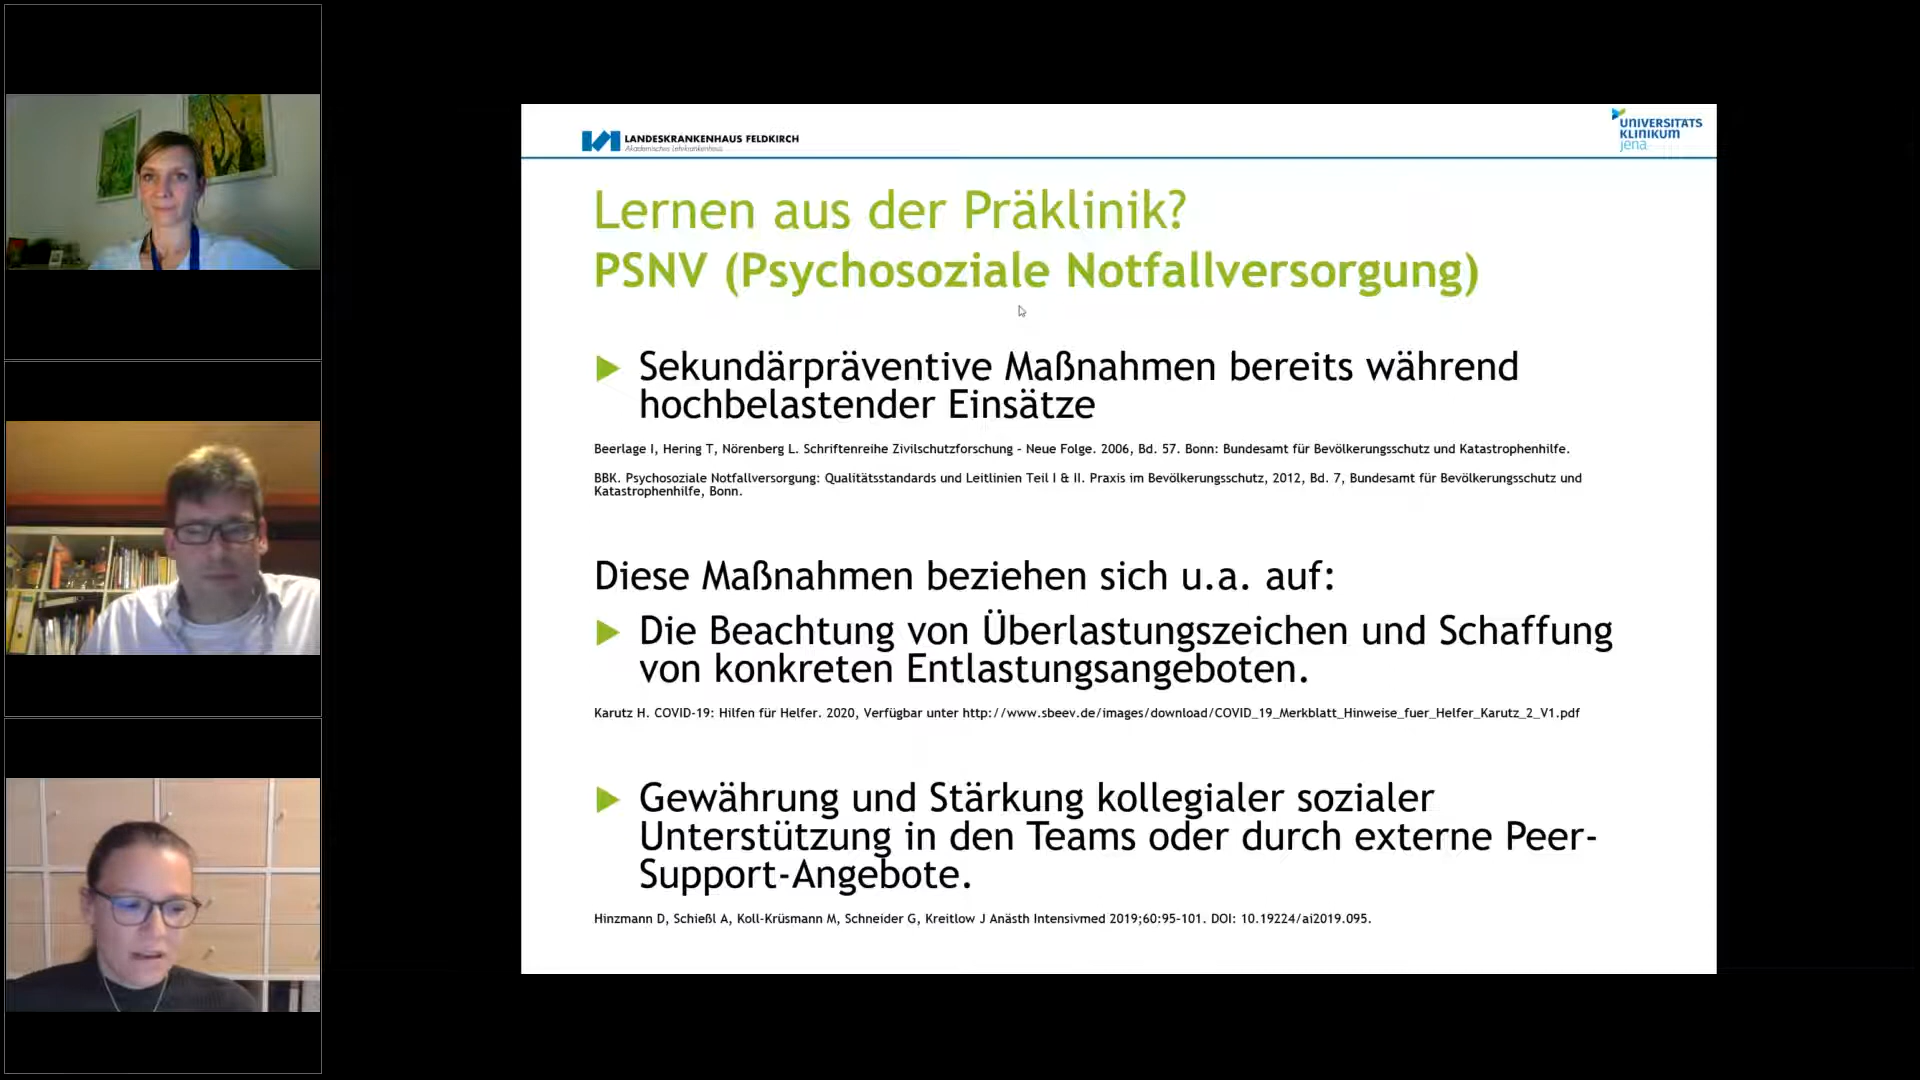 LANDESKRANKENHAUS FELDKIRCH
Akademisches Lehrkrankenhaus
UNIVERSITÄTS
KLINIKUM
jena
Lernen aus der Präklinik?
PSNV (Psychosoziale Notfallversorgung)
Sekundärpräventive Maßnahmen bereits während
hochbelastender Einsätze
Beerlage I, Hering T, Nörenberg L. Schriftenreihe Zivilschutzforschung - Neue Folge. 2006, Bd. 57. Bonn: Bundesamt für Bevölkerungsschutz und Katastrophenhilfe.
BBK. Psychosoziale Notfallversorgung: Qualitätsstandards und Leitlinien Teil I & II. Praxis im Bevölkerungsschutz, 2012, Bd. 7, Bundesamt für Bevölkerungsschutz und
Katastrophenhilfe, Bonn.
Diese Maßnahmen beziehen sich u.a. auf:
Die Beachtung von Überlastungszeichen und Schaffung
von konkreten Entlastungsangeboten.
Karutz H. COVID-19: Hilfen für Helfer. 2020, Verfügbar unter http://www.sbeev.de/images/download/COVID_19_Merkblatt_Hinweise_fuer_Helfer_Karutz_2_V1.pdf
Gewährung und Stärkung kollegialer sozialer
Unterstützung in den Teams oder durch externe Peer-
Support-Angebote.
Hinzmann D, Schießl A, Koll-Krüsmann M, Schneider G, Kreitlow J Anästh Intensivmed 2019;60:95-101. DOI: 10.19224/ai2019.095.